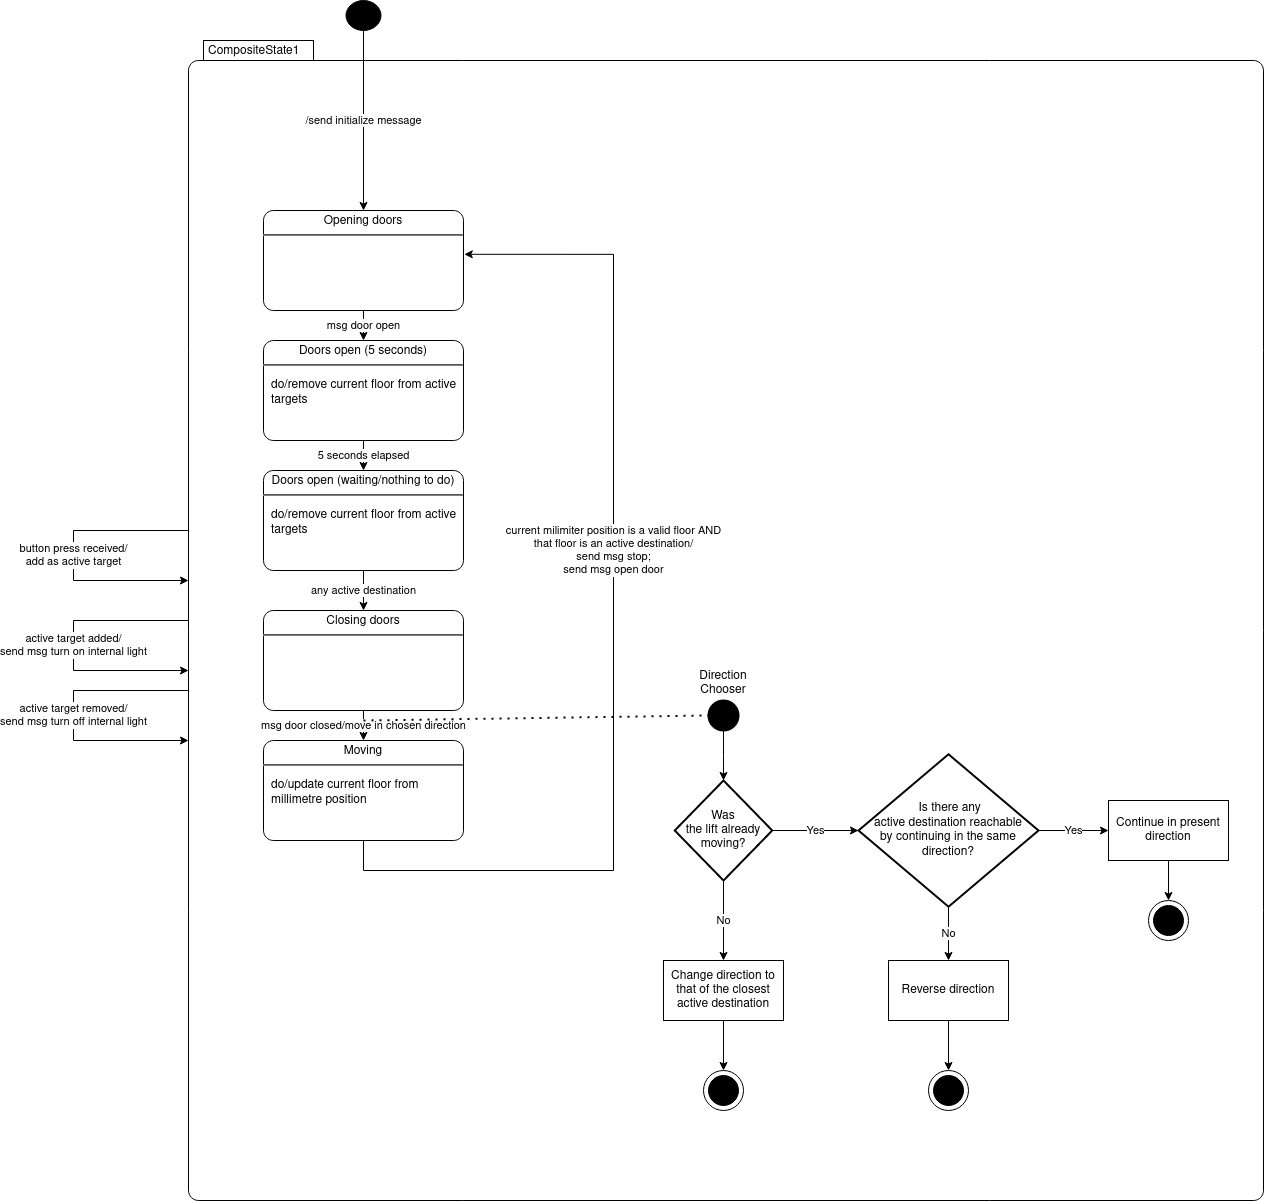 CompositeState1
/send initialize message
Opening doors
msg door open
Doors open (5 seconds)
do/remove current floor from active
targets
5 seconds elapsed
Doors open (waiting/nothing to do)
do/remove current floor from active
targets
any active destination
Closing doors
msg door closed/move in chosen direction
Moving
do/update current floor from
millimetre position
button press received/
add as active target
active target added/
send msg turn on internal light
active target removed/
send msg turn off internal light
current milimiter position is a valid floor AND
that floor is an active destination/
send msg stop;
send msg open door
Direction
Chooser
Was
the lift already
moving?
Yes
Is there any
active destination reachable
by continuing in the same
direction?
Yes
Continue in present
direction
No
Change direction to
that of the closest
active destination
No
Reverse direction